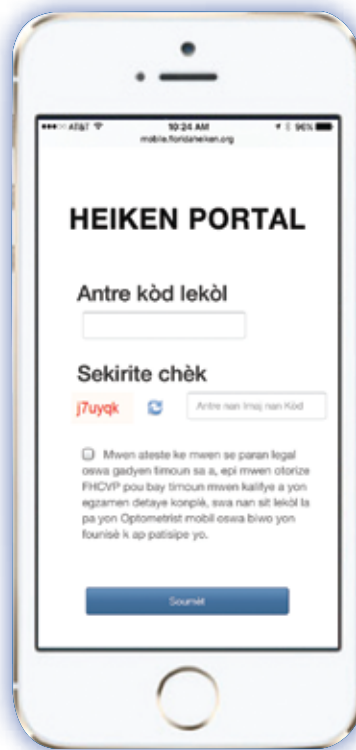 AT&T 10:24 AM 96%
mobile.floridaheiken.org
HEIKEN PORTAL
Antre kòd lekòl
Sekirite chèk
j7uyqk Antre nan Imaj nan Kòd
Mwen ateste ke mwen se paran legal
oswa gadyen timoun sa a, epi mwen otorize
FHCVP pou bay timoun mwen kalifye a yon
egzamen detaye konplè, swa nan sit lekòl la
pa yon Optometrist mobil oswa biwo yon
founisè k ap patisipe yo.
Soumèt